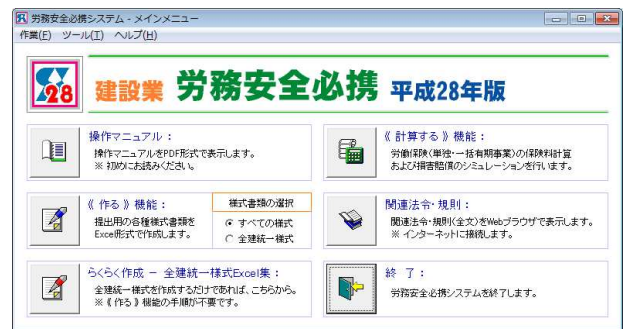 労務安全必携システム - メインメニュー
作業(F) ツール(T) ヘルプ(H)
28 建設業 労務安全必携 平成28年版
操作マニュアル：
操作マニュアルをPDF形式で表示します。
※ 初めにお読みください。
《 計算する 》機能：
労働保険(単独・一括有期事業)の保険料計算
および損害賠償のシミュレーションを行います。
《 作る 》機能：
提出用の各種様式書類を
Excel形式で作成します。
様式書類の選択
すべての様式
全建統一様式
関連法令・規則：
関連法令・規則(全文)をWebブラウザで表示します。
※ インターネットに接続します。
らくらく作成 － 全建統一様式Excel集：
全建統一様式を作成するだけであれば、こちらから。
※《 作る 》機能の手順が不要です。
終 了：
労務安全必携システムを終了します。